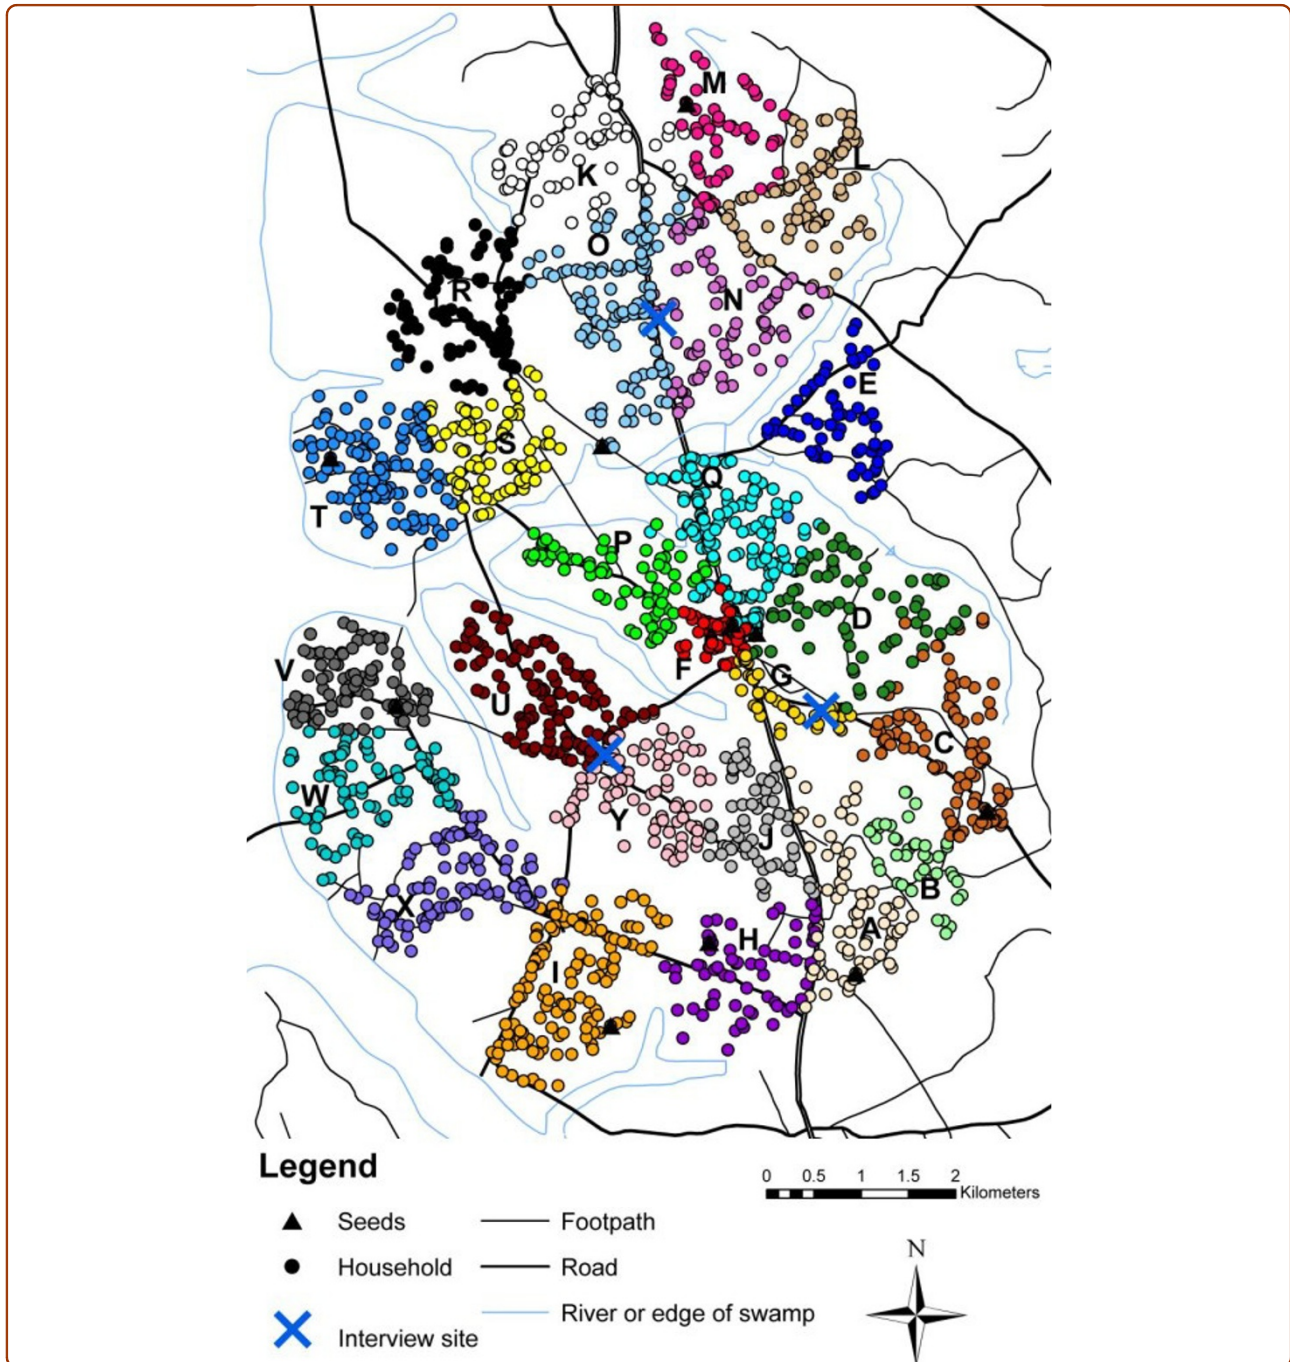 M
L
K
O
R
N
E
S
Q
T
P
D
F
G
V
U
C
W
Y
J
B
X
A
H
I
Legend
Seeds
Footpath
Household
Road
Interview site
River or edge of swamp
0 0.5 1 1.5 2
Kilometers
N